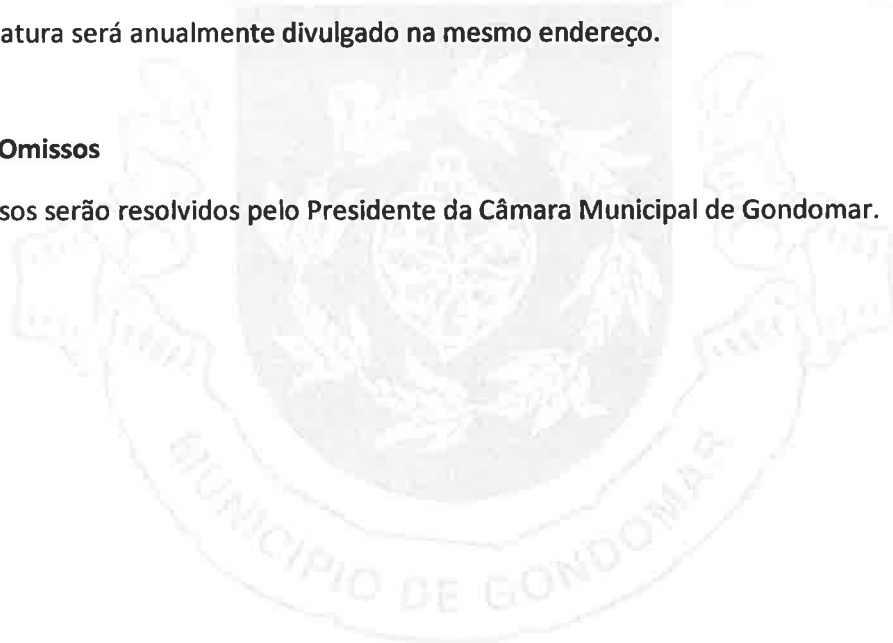 atura será anualmente divulgado na mesmo endereço.
Omissos
sos serão resolvidos pelo Presidente da Câmara Municipal de Gondomar.
MUNICIPIO DE GONDOMAR